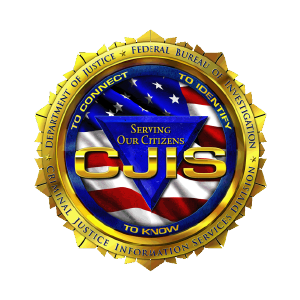 DEPARTMENT OF JUSTICE ★ FEDERAL BUREAU OF INVESTIGATION
TO CONNECT
TO IDENTIFY
SERVING
OUR CITIZENS
CJIS
TO KNOW
CRIMINAL JUSTICE INFORMATION SERVICES DIVISION